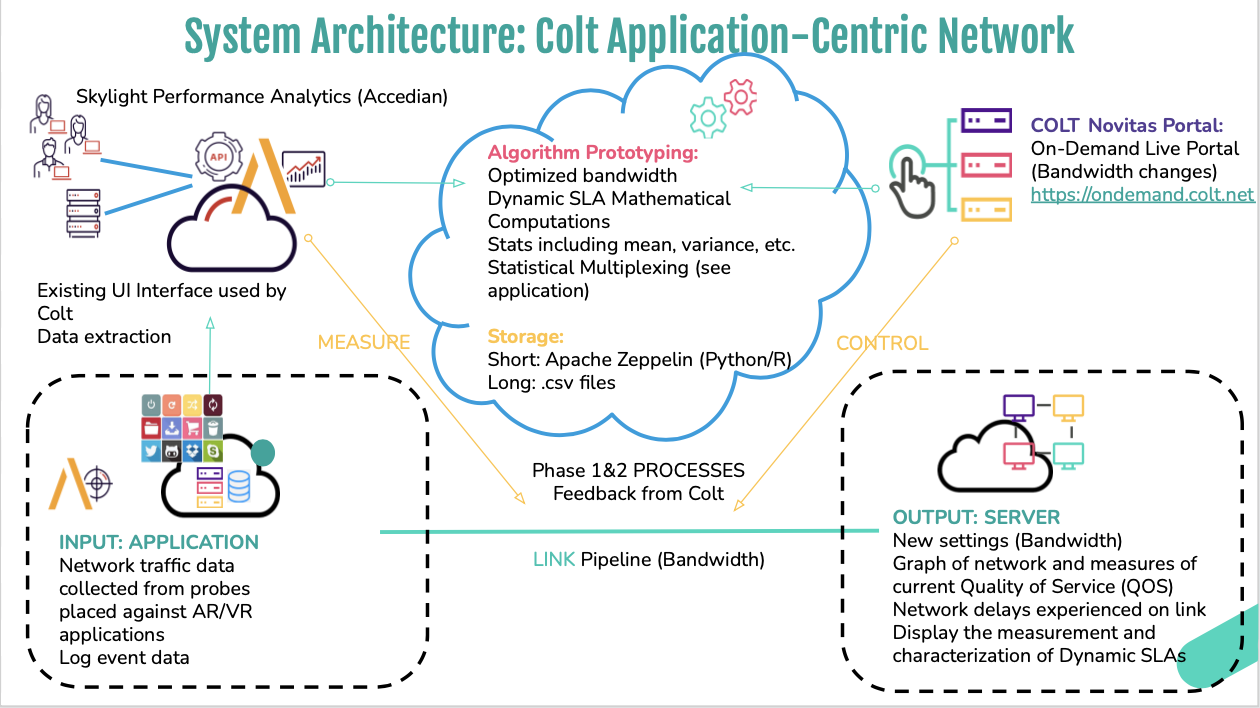 System Architecture: Colt Application-Centric Network
Skylight Performance Analytics (Accedian)
API
Existing UI Interface used by
Colt
Data extraction
Algorithm Prototyping:
Optimized bandwidth
Dynamic SLA Mathematical
Computations
Stats including mean, variance, etc.
Statistical Multiplexing (see
application)
Storage:
Short: Apache Zeppelin (Python/R)
Long: .csv files
COLT Novitas Portal:
On-Demand Live Portal
(Bandwidth changes)
https://ondemand.colt.net
MEASURE
CONTROL
Phase 1&2 PROCESSES
Feedback from Colt
LINK Pipeline (Bandwidth)
INPUT: APPLICATION
Network traffic data
collected from probes
placed against AR/VR
applications
Log event data
OUTPUT: SERVER
New settings (Bandwidth)
Graph of network and measures of
current Quality of Service (QOS)
Network delays experienced on link
Display the measurement and
characterization of Dynamic SLAs